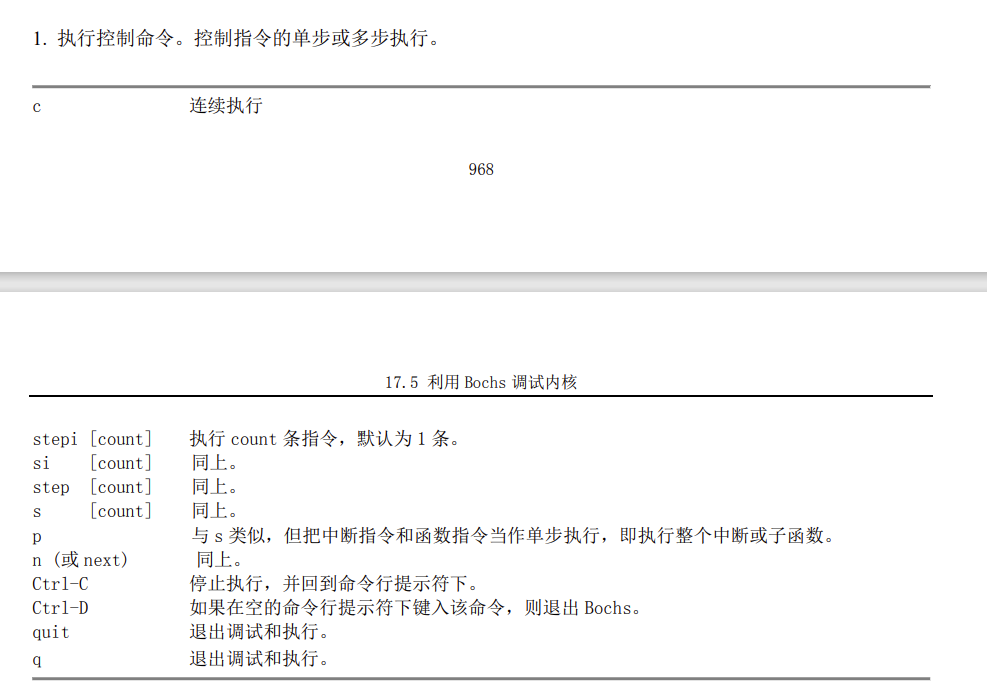 1. 执行控制命令。控制指令的单步或多步执行。
c 连续执行
968
17.5 利用 Bochs 调试内核
stepi [count] 执行 count 条指令，默认为 1 条。
si [count] 同上。
step [count] 同上。
s [count] 同上。
p 与 s 类似，但把中断指令和函数指令当作单步执行，即执行整个中断或子函数。
n (或 next) 同上。
Ctrl-C 停止执行，并回到命令行提示符下。
Ctrl-D 如果在空的命令行提示符下键入该命令，则退出 Bochs。
quit 退出调试和执行。
q 退出调试和执行。